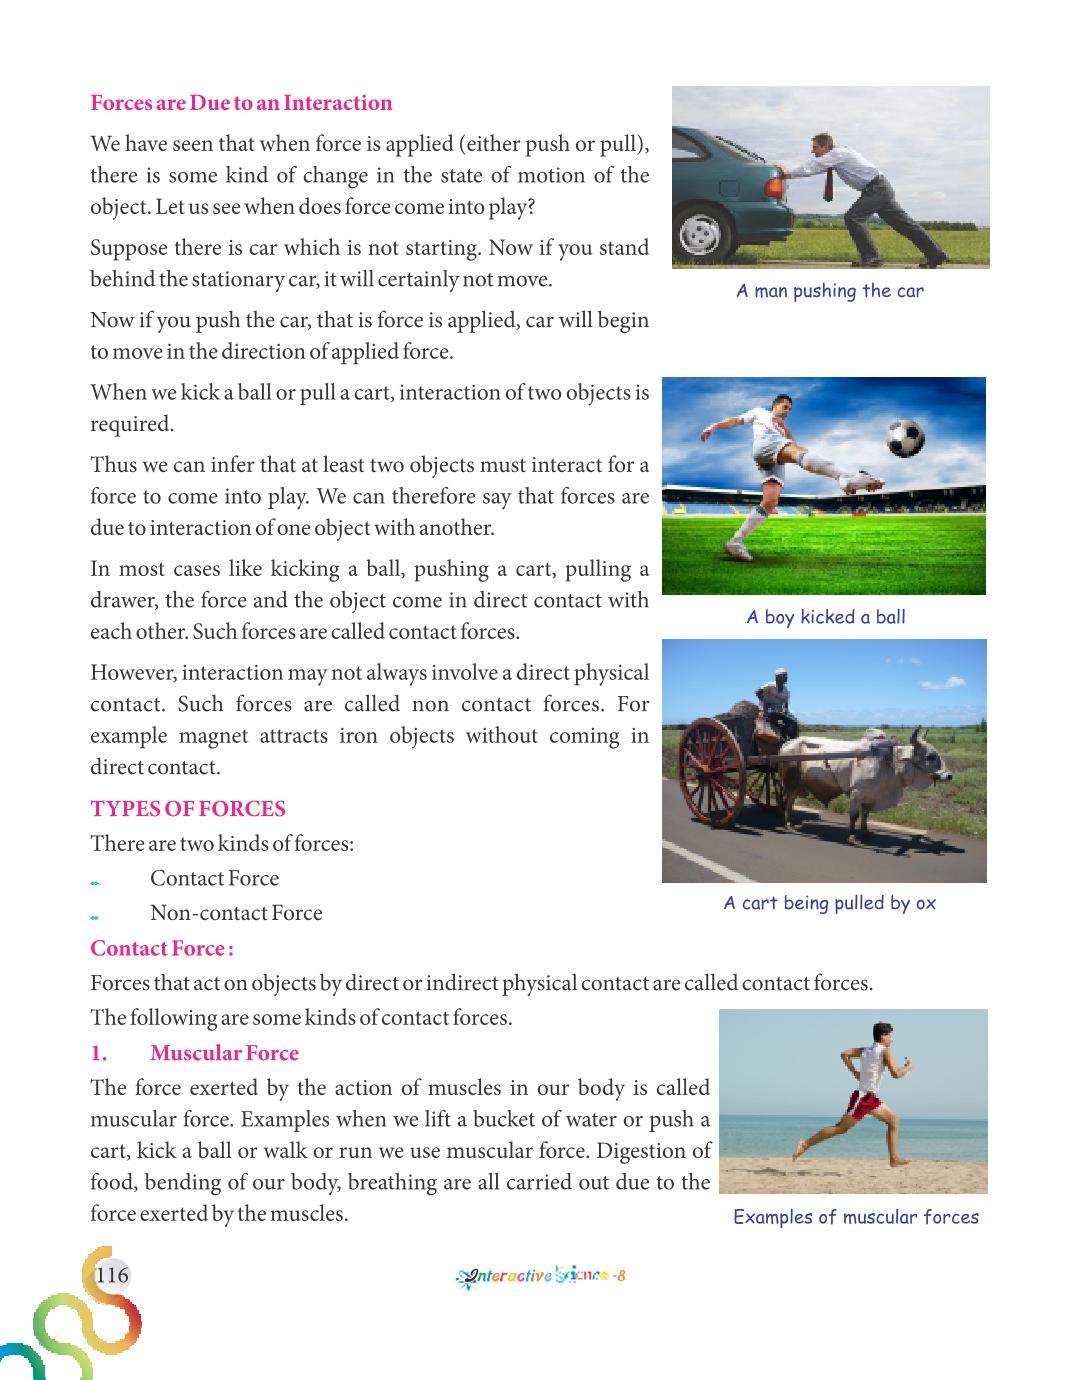 Forces are Due to an Interaction
We have seen that when force is applied (either push or pull),
there is some kind of change in the state of motion of the
object. Let us see when does force come into play?
Suppose there is car which is not starting. Now if you stand
behind the stationary car, it will certainly not move.
A man pushing the car
Now if you push the car, that is force is applied, car will begin
to move in the direction of applied force.
When we kick a ball or pull a cart, interaction of two objects is
required.
Thus we can infer that at least two objects must interact for a
force to come into play. We can therefore say that forces are
due to interaction of one object with another.
In most cases like kicking a ball, pushing a cart, pulling a
drawer, the force and the object come in direct contact with
each other. Such forces are called contact forces.
A boy kicked a ball
However, interaction may not always involve a direct physical
contact. Such forces are called non contact forces. For
example magnet attracts iron objects without coming in
direct contact.
TYPES OF FORCES
There are two kinds of forces:
Contact Force
Non-contact Force
A cart being pulled by ox
Contact Force :
Forces that act on objects by direct or indirect physical contact are called contact forces.
The following are some kinds of contact forces.
1. Muscular Force
The force exerted by the action of muscles in our body is called
muscular force. Examples when we lift a bucket of water or push a
cart, kick a ball or walk or run we use muscular force. Digestion of
food, bending of our body, breathing are all carried out due to the
force exerted by the muscles.
Examples of muscular forces
116
Interactive Science -8